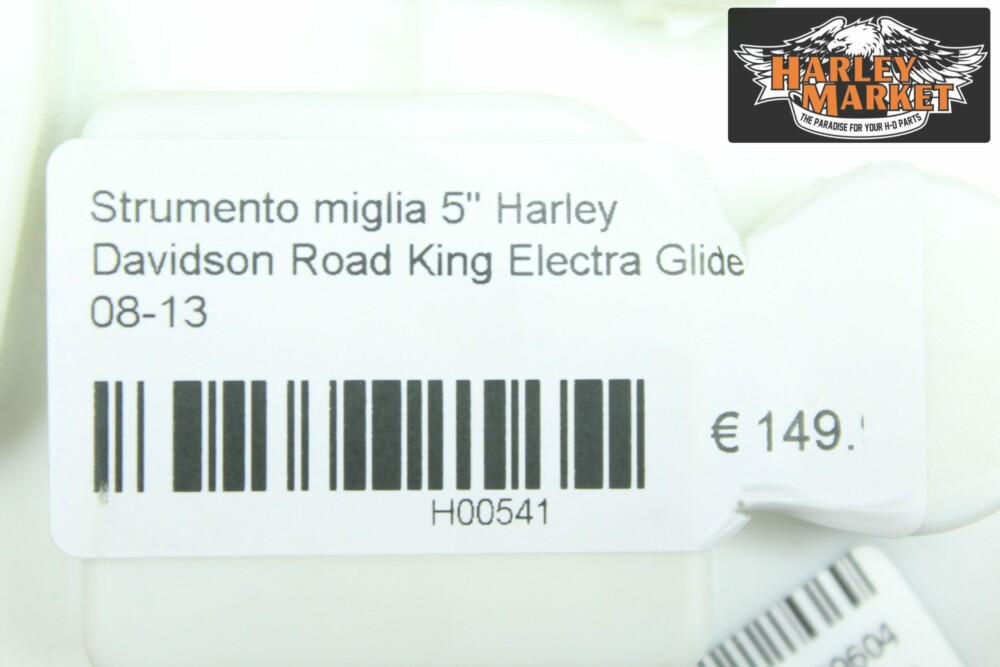 HARLEY
MARKET
THE PARADISE FOR YOUR H-D PARTS
Strumento miglia 5" Harley
Davidson Road King Electra Glide
08-13
€ 149.
H00541